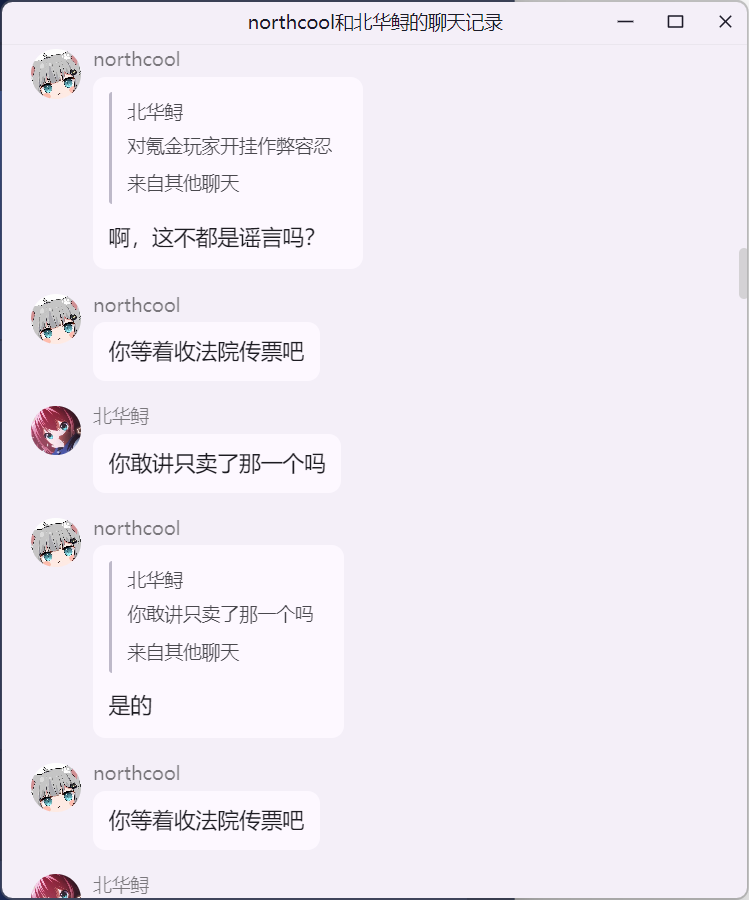 northcool和北华鲟的聊天记录
northcool
北华鲟
对氪金玩家开挂作弊容忍
来自其他聊天
啊，这不都是谣言吗？
northcool
你等着收法院传票吧
北华鲟
你敢讲只卖了那一个吗
northcool
北华鲟
你敢讲只卖了那一个吗
来自其他聊天
是的
northcool
你等着收法院传票吧
北华鲟